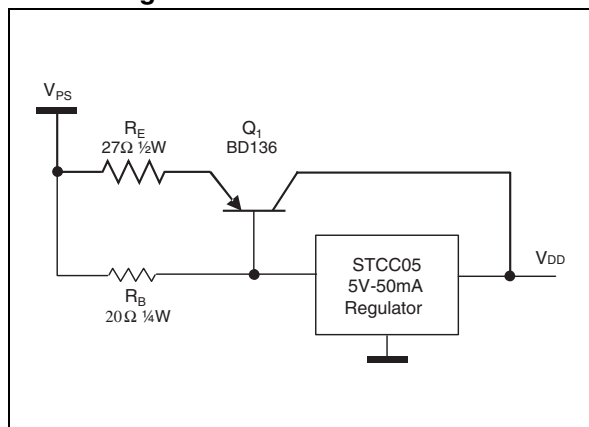 V_PS
R_E
27Ω ½W
Q_1
BD136
R_B
20Ω ¼W
STCC05
5V-50mA
Regulator
V_DD